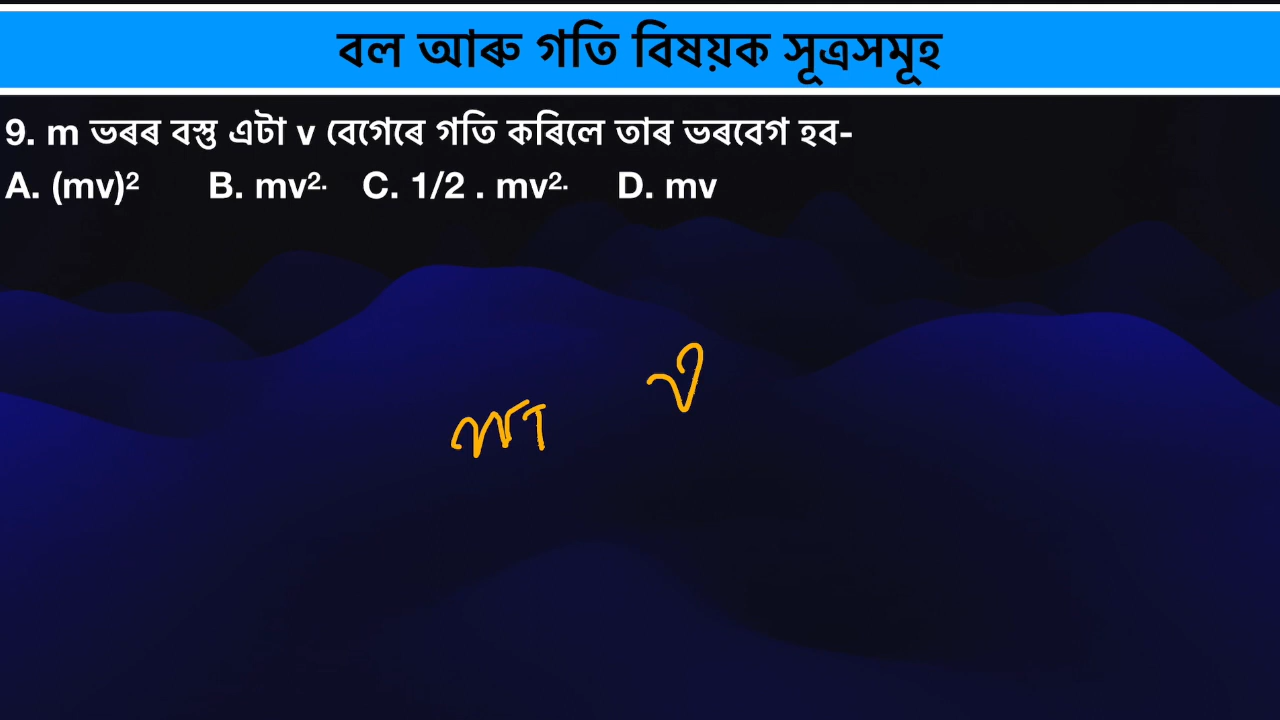 বল আৰু গতি বিষয়ক সূত্ৰসমূহ
9. m ভৰৰ বস্তু এটা v বেগেৰে গতি কৰিলে তাৰ ভৰবেগ হব-
A. (mv)² B. mv². C. 1/2 . mv². D. mv